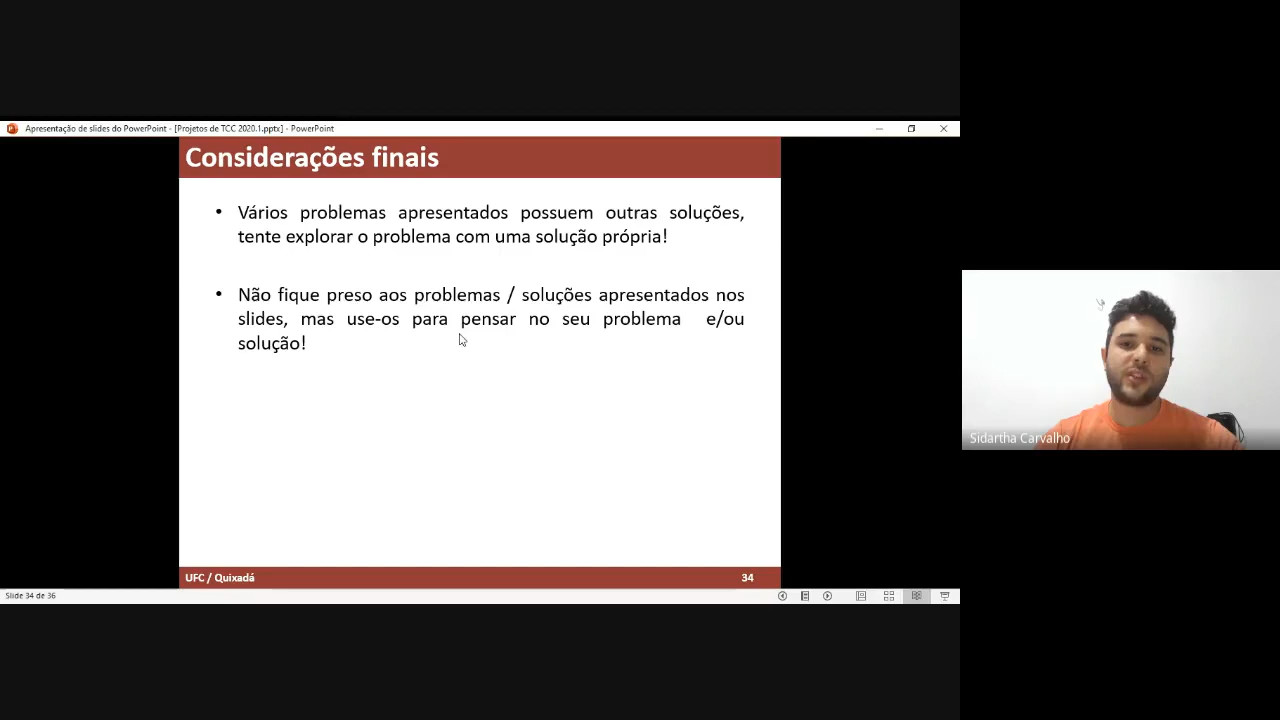 Apresentação de slides do PowerPoint - [Projetos de TCC 2020.1.pptx] - PowerPoint
Considerações finais
• Vários problemas apresentados possuem outras soluções,
tente explorar o problema com uma solução própria!
• Não fique preso aos problemas / soluções apresentados nos
slides, mas use-os para pensar no seu problema e/ou
solução!
Sidartha Carvalho
UFC / Quixadá 34
Slide 34 de 36